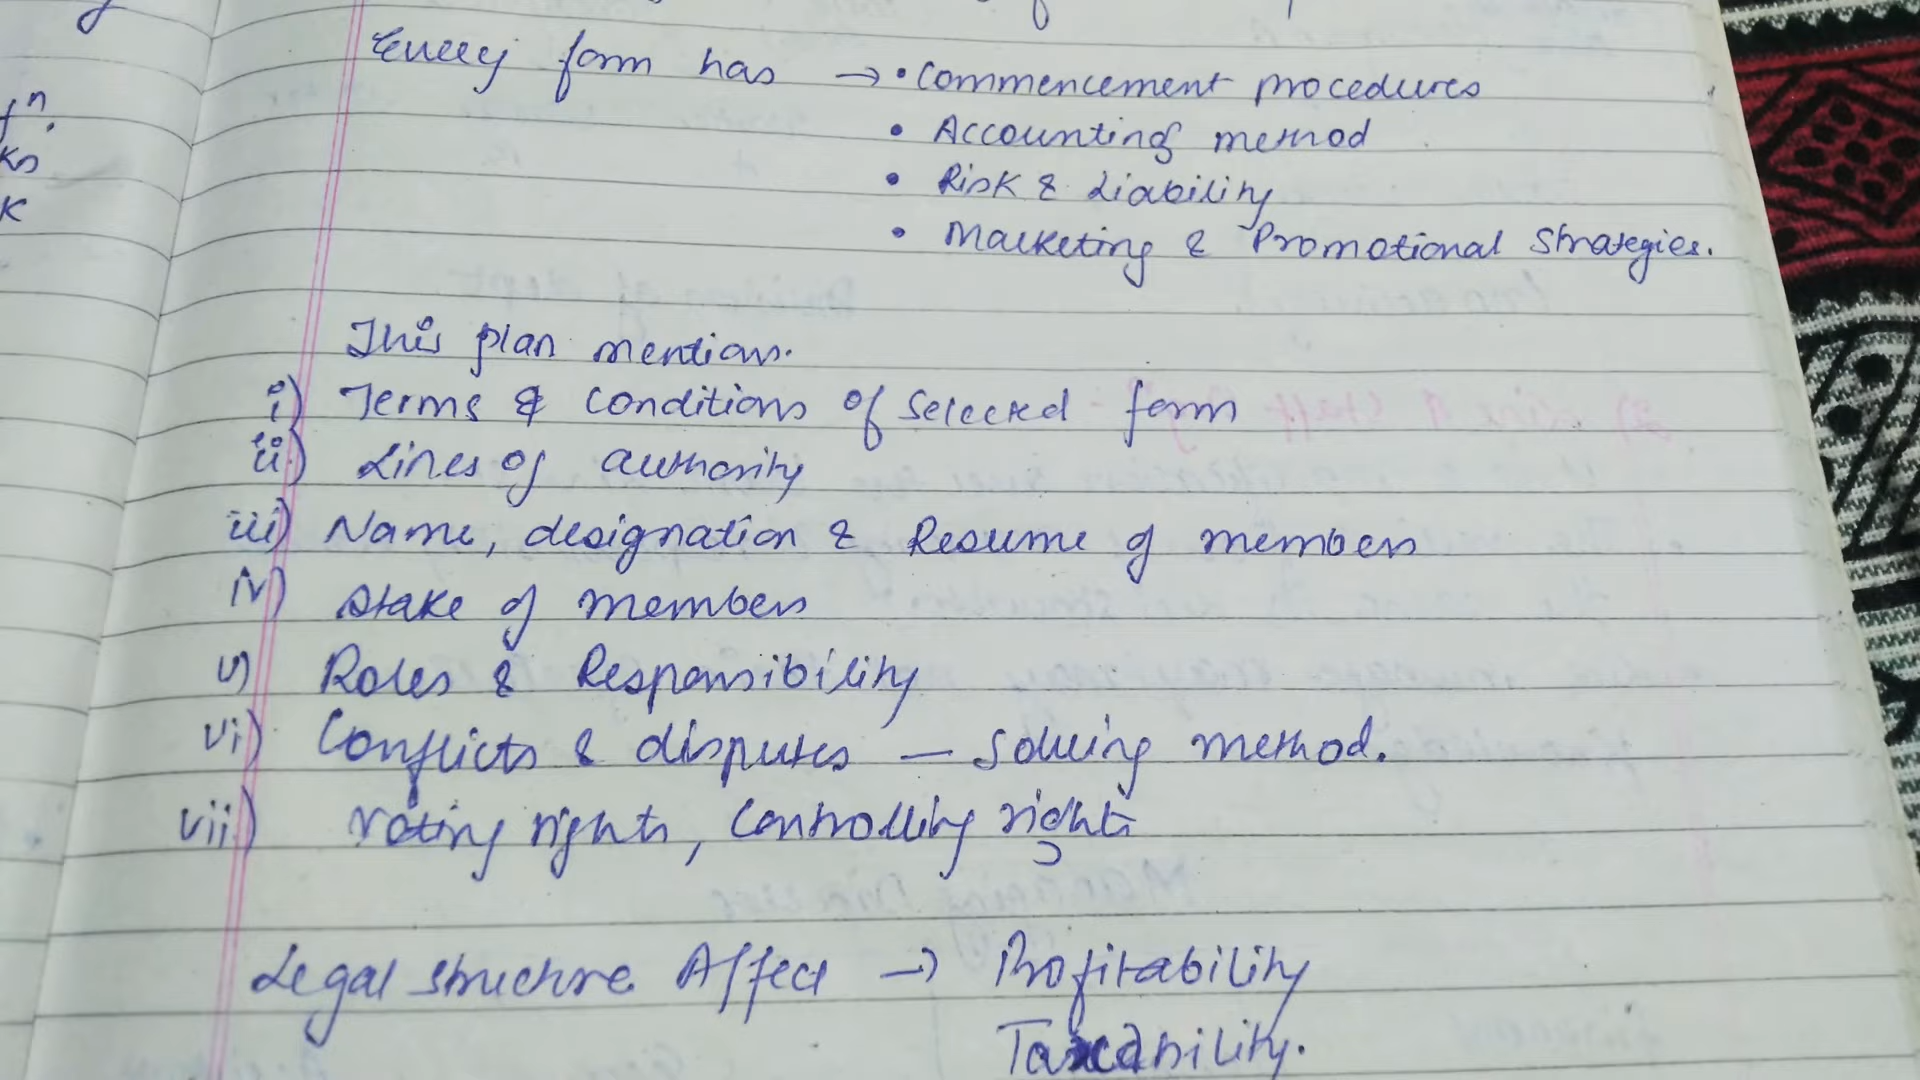 fn.
ks
k
Every form has → • Commencement procedures
• Accounting method
• Risk & Liability
• Marketing & Promotional Strategies.
This plan mentions.
i) Terms & conditions of selected form
ii) Lines of authority
iii) Name, designation & Resume of members
iv) Stake of members
v) Roles & Responsibility
vi) Conflicts & disputes — Solving method.
vii) Voting rights, Controlling rights
Legal structure Affect → Profitability
Taxability.